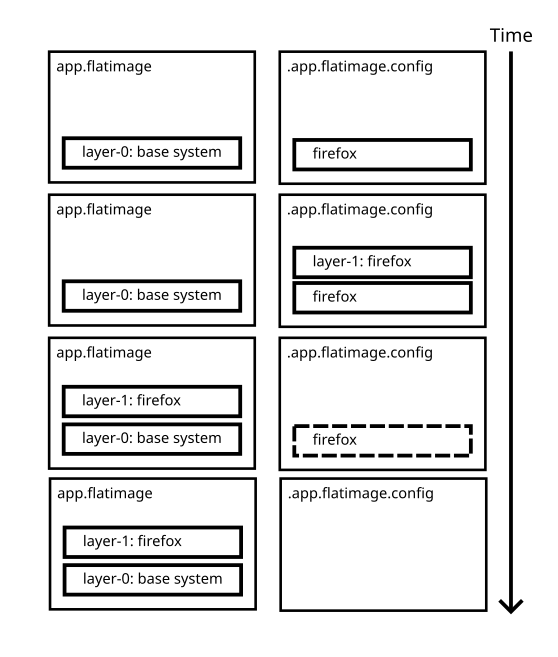 Time
app.flatimage
.app.flatimage.config
layer-0: base system
firefox
app.flatimage
.app.flatimage.config
layer-1: firefox
layer-0: base system
firefox
app.flatimage
.app.flatimage.config
layer-1: firefox
layer-0: base system
firefox
app.flatimage
.app.flatimage.config
layer-1: firefox
layer-0: base system